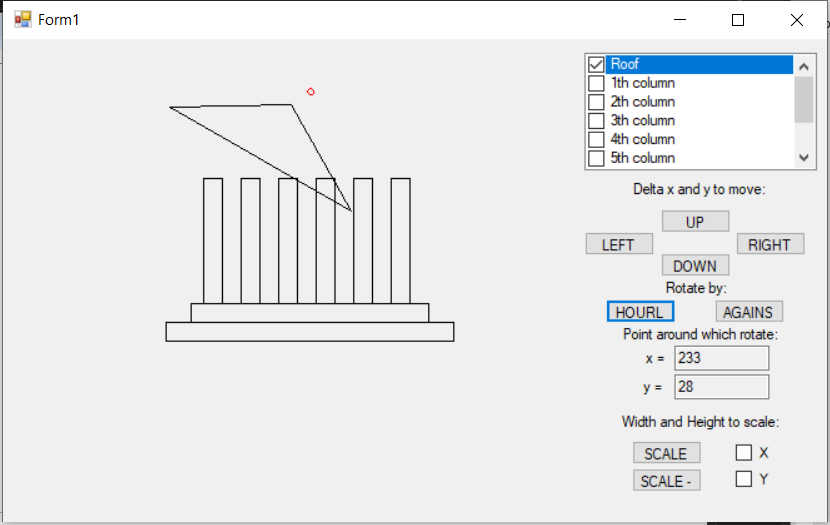 Form1
Roof
1th column
2th column
3th column
4th column
5th column
Delta x and y to move:
UP
LEFT
RIGHT
DOWN
Rotate by:
HOURL
AGAINS
Point around which rotate:
x = 233
y = 28
Width and Height to scale:
SCALE
X
SCALE -
Y